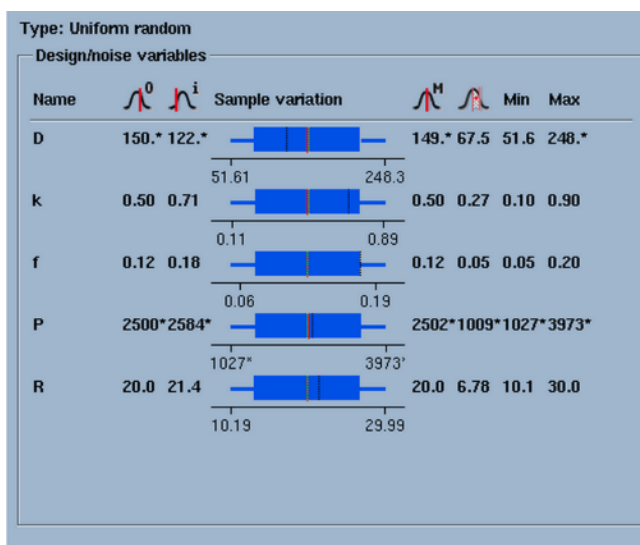 Type: Uniform random
Design/noise variables
Name 0 i Sample variation M Min Max
D 150.* 122.* 149.* 67.5 51.6 248.*
51.61 248.3
k 0.50 0.71 0.50 0.27 0.10 0.90
0.11 0.89
f 0.12 0.18 0.12 0.05 0.05 0.20
0.06 0.19
P 2500* 2584* 2502* 1009* 1027* 3973*
1027* 3973'
R 20.0 21.4 20.0 6.78 10.1 30.0
10.19 29.99